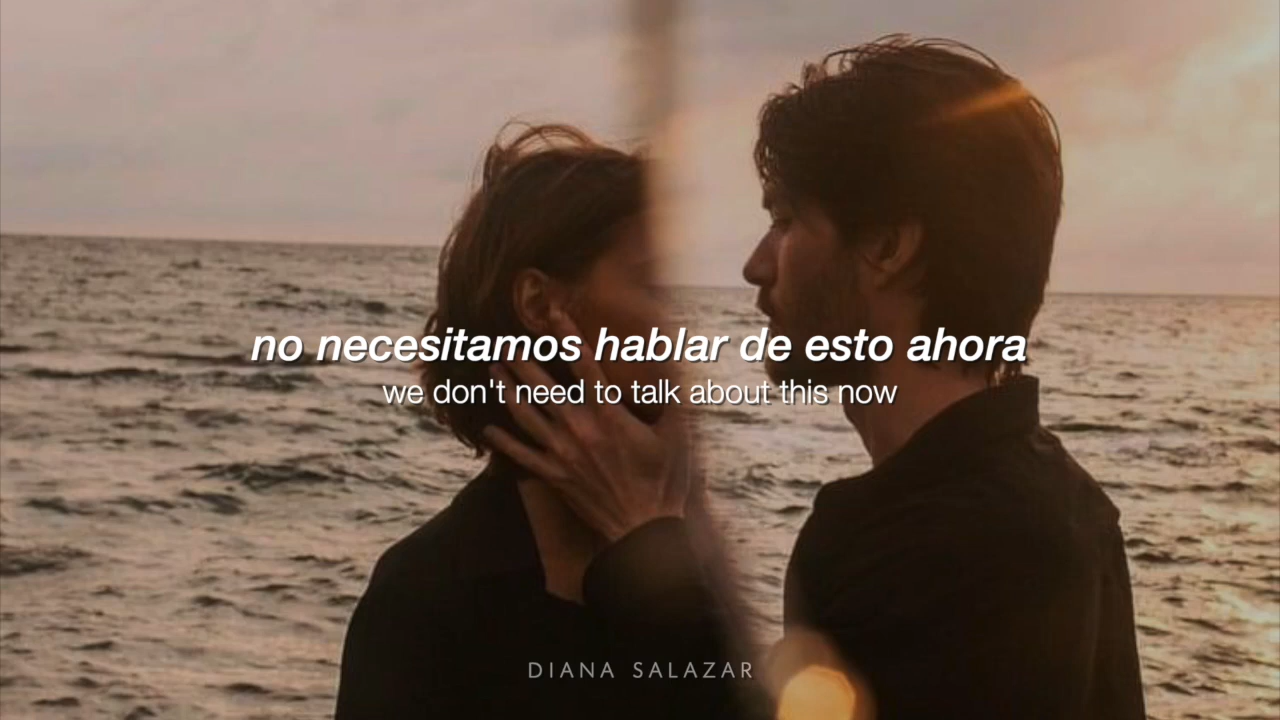 no necesitamos hablar de esto ahora
we don't need to talk about this now
DIANA SALAZAR